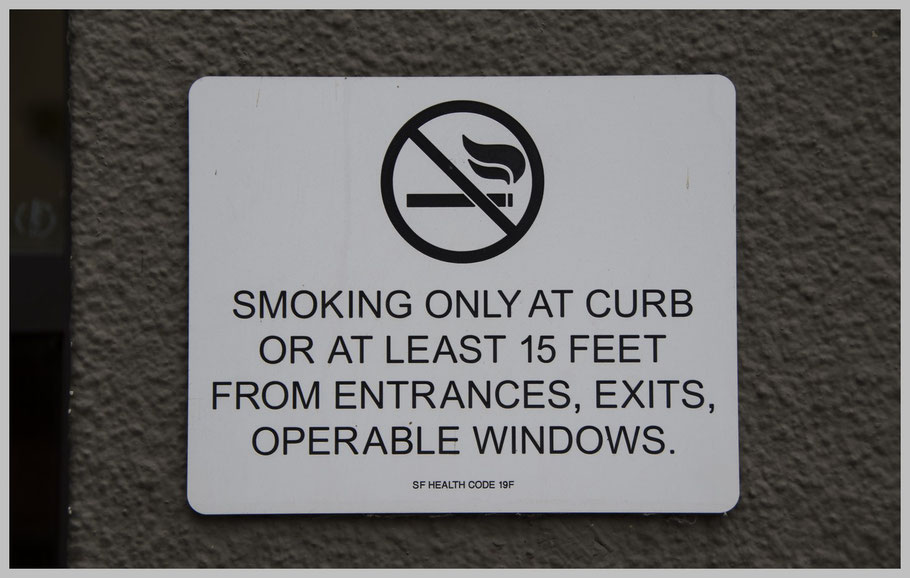 SMOKING ONLY AT CURB
OR AT LEAST 15 FEET
FROM ENTRANCES, EXITS,
OPERABLE WINDOWS.
SF HEALTH CODE 19F